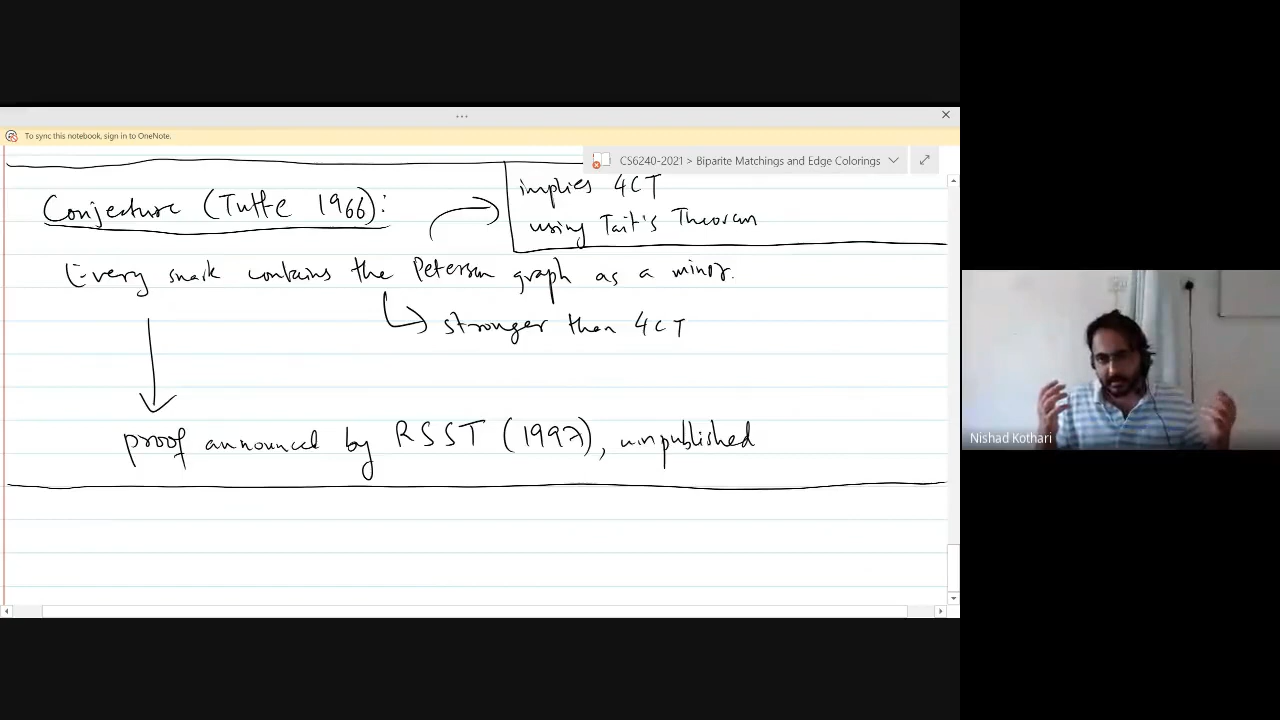 To sync this notebook, sign in to OneNote.
CS6240-2021 > Biparite Matchings and Edge Colorings
implies 4CT
using Tait's Theorem
Conjecture (Tutte 1966):
Every snark contains the Petersen graph as a minor.
stronger than 4CT
proof announced by RSST (1997), unpublished
Nishad Kothari